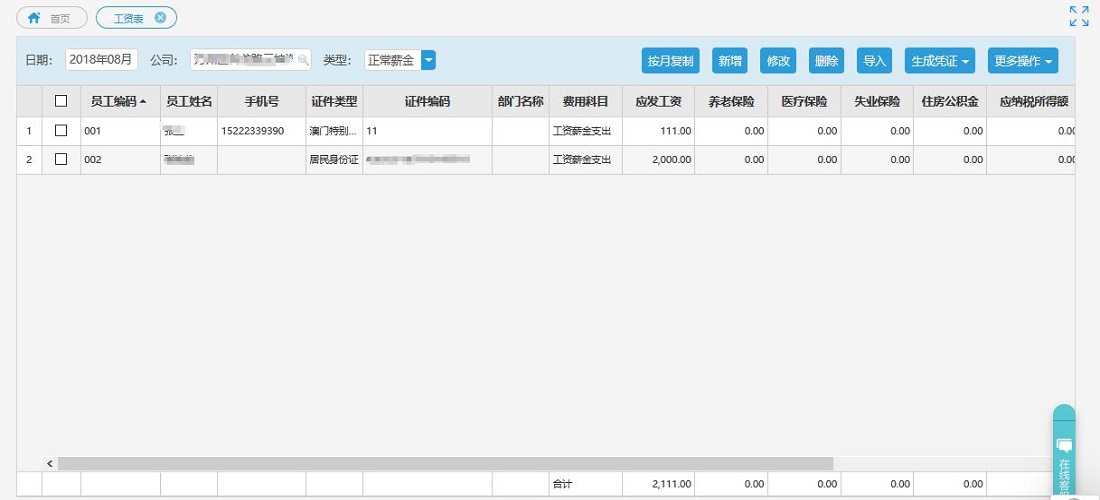 首页 工资表
日期: 2018年08月 公司: 类型: 正常薪金 按月复制 新增 修改 删除 导入 生成凭证 更多操作
员工编码 员工姓名 手机号 证件类型 证件编码 部门名称 费用科目 应发工资 养老保险 医疗保险 失业保险 住房公积金 应纳税所得额
1 001 15222339390 澳门特别... 11 工资薪金支出 111.00 0.00 0.00 0.00 0.00 0.00
2 002 居民身份证 工资薪金支出 2,000.00 0.00 0.00 0.00 0.00 0.00
在线客服
合计 2,111.00 0.00 0.00 0.00 0.00